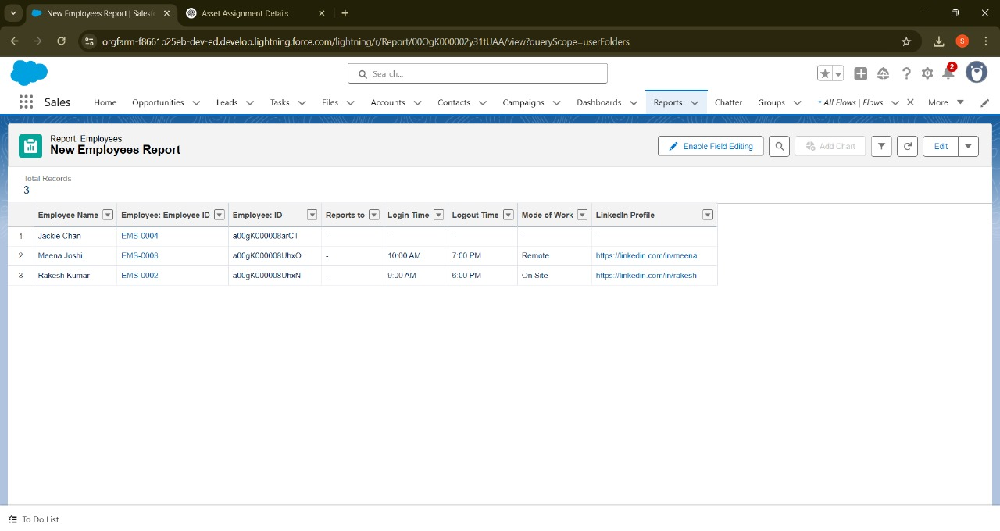 New Employees Report | Salesf
Asset Assignment Details
orgfarm-f8661b25eb-dev-ed.develop.lightning.force.com/lightning/r/Report/00OgK000002y31tUAA/view?queryScope=userFolders
S
Search...
2
Sales Home Opportunities Leads Tasks Files Accounts Contacts Campaigns Dashboards Reports Chatter Groups * All Flows | Flows More
Report: Employees
New Employees Report
Enable Field Editing Add Chart Edit
Total Records
3
Employee Name Employee: Employee ID Employee: ID Reports to Login Time Logout Time Mode of Work LinkedIn Profile
1 Jackie Chan EMS-0004 a00gK000008arCT - - - - -
2 Meena Joshi EMS-0003 a00gK000008UhxO - 10:00 AM 7:00 PM Remote https://linkedin.com/in/meena
3 Rakesh Kumar EMS-0002 a00gK000008UhxN - 9:00 AM 6:00 PM On Site https://linkedin.com/in/rakesh
To Do List